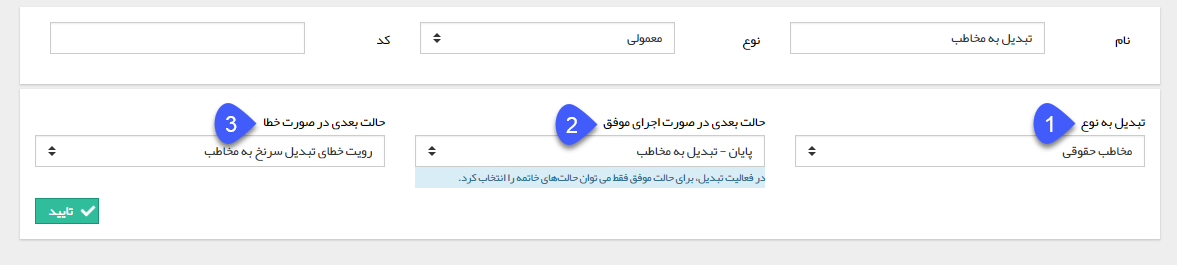 نام
تبدیل به مخاطب
نوع
معمولی
کد
تبدیل به نوع
1
مخاطب حقوقی
حالت بعدی در صورت اجرای موفق
2
پایان - تبدیل به مخاطب
در فعالیت تبدیل، برای حالت موفق فقط می توان حالت‌های خاتمه را انتخاب کرد.
حالت بعدی در صورت خطا
3
رویت خطای تبدیل سرنخ به مخاطب
تایید